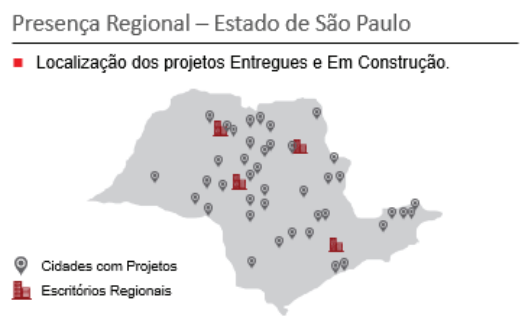 Presença Regional – Estado de São Paulo
Localização dos projetos Entregues e Em Construção.
Cidades com Projetos
Escritórios Regionais